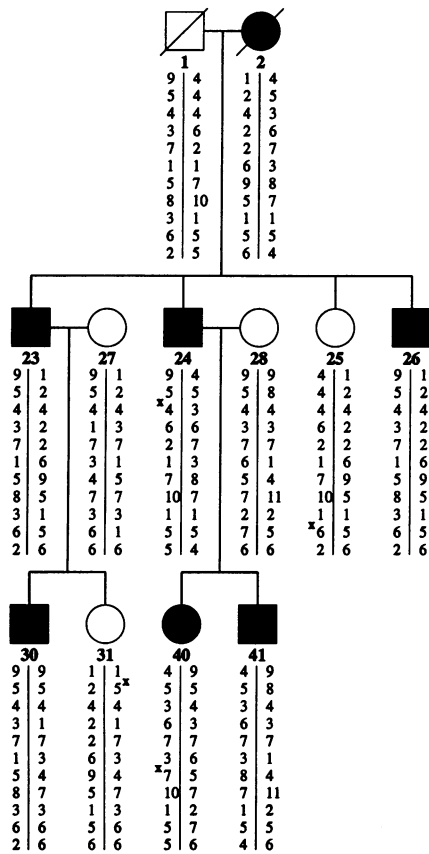 1 2
9 4 1 4
5 4 2 5
4 4 4 3
3 6 2 6
7 2 2 7
1 1 6 3
5 7 9 8
8 10 5 7
3 1 1 1
6 5 5 5
2 5 6 4
23 27 24 28 25 26
9 1 9 1 9 4 9 9 4 1 9 1
5 2 5 2 5 5 5 8 4 2 5 2
4 4 4 4 x 4 3 4 4 4 4 4 4
3 2 1 3 6 6 3 3 6 2 3 2
7 2 7 7 2 7 7 7 2 2 7 2
1 6 3 1 1 3 6 1 1 6 1 6
5 9 4 5 7 8 5 4 7 9 5 9
8 5 7 7 10 7 7 11 10 5 8 5
3 1 3 3 1 1 2 2 1 1 3 1
6 5 6 1 5 5 7 5 x 6 5 6 5
2 6 6 6 5 4 6 6 2 6 2 6
30 31 40 41
9 9 1 1 4 9 4 9
5 5 2 5 x 5 5 5 8
4 4 4 4 3 4 3 4
3 1 2 1 6 3 6 3
7 7 2 7 7 7 7 7
1 3 6 3 3 6 3 1
5 4 9 4 x 7 5 8 4
8 7 5 7 10 7 7 11
3 3 1 3 1 2 1 2
6 6 5 6 5 7 5 5
2 6 6 6 5 6 4 6